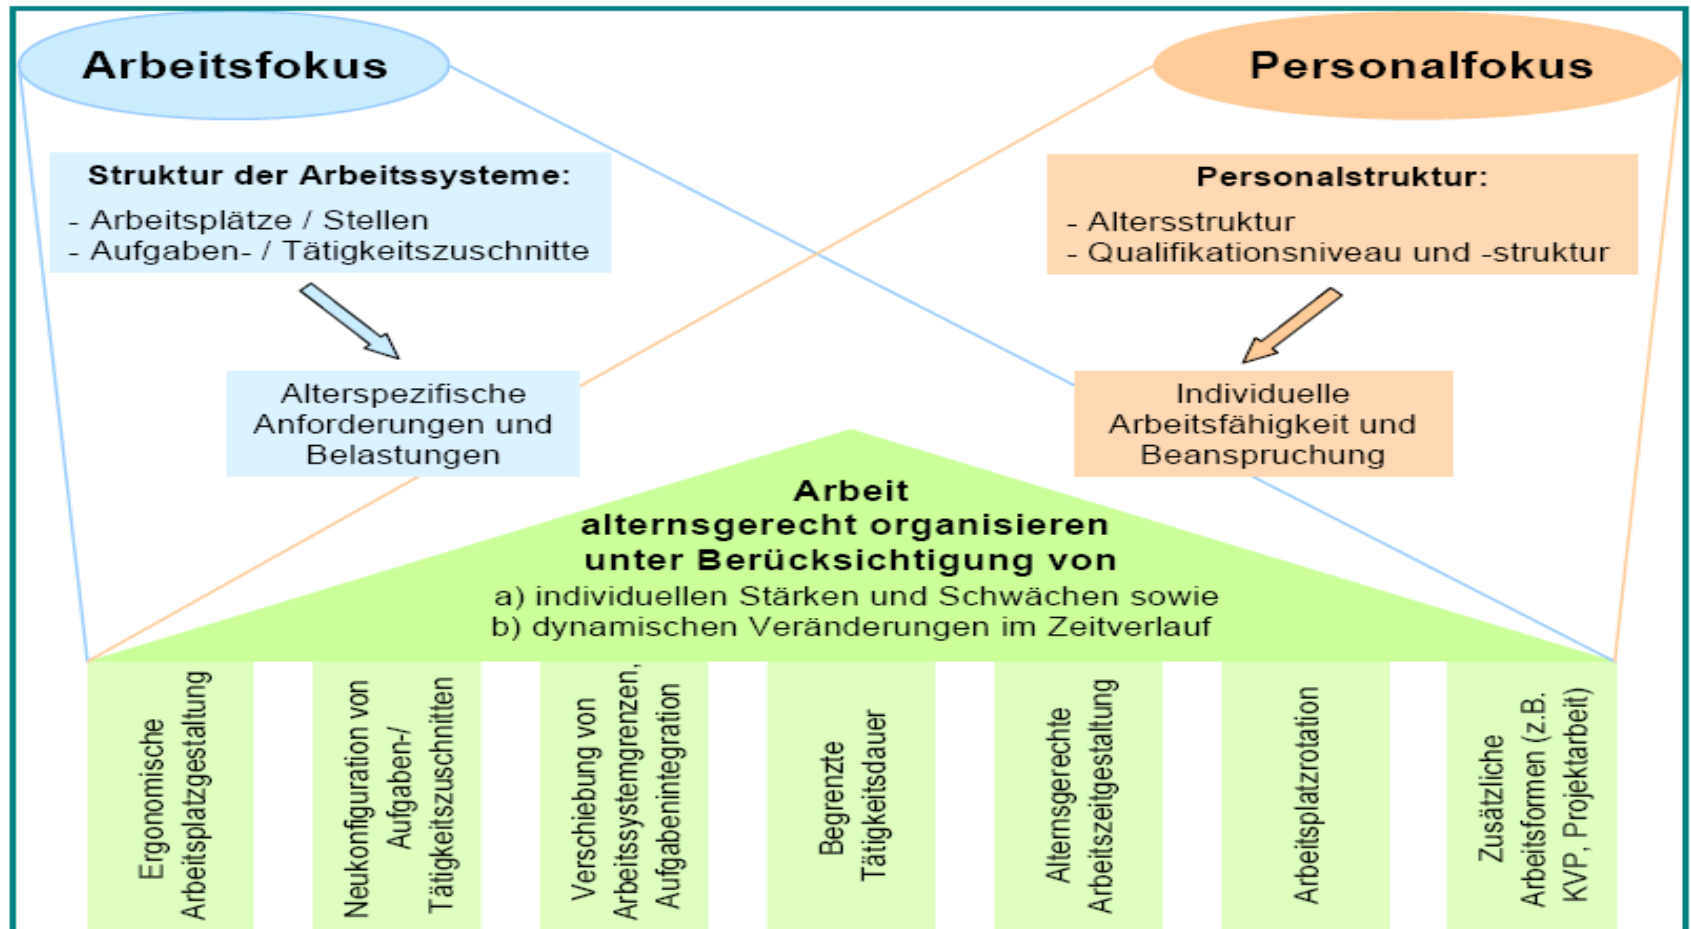 Arbeitsfokus
Personalfokus
Struktur der Arbeitssysteme:
- Arbeitsplätze / Stellen
- Aufgaben- / Tätigkeitszuschnitte
Personalstruktur:
- Altersstruktur
- Qualifikationsniveau und -struktur
Alterspezifische
Anforderungen und
Belastungen
Individuelle
Arbeitsfähigkeit und
Beanspruchung
Arbeit
alternsgerecht organisieren
unter Berücksichtigung von
a) individuellen Stärken und Schwächen sowie
b) dynamischen Veränderungen im Zeitverlauf
Ergonomische
Arbeitsplatzgestaltung
Neukonfiguration von
Aufgaben-/
Tätigkeitszuschnitten
Verschiebung von
Arbeitssystemgrenzen,
Aufgabenintegration
Begrenzte
Tätigkeitsdauer
Alternsgerechte
Arbeitszeitgestaltung
Arbeitsplatzrotation
Zusätzliche
Arbeitsformen (z.B.
KVP, Projektarbeit)